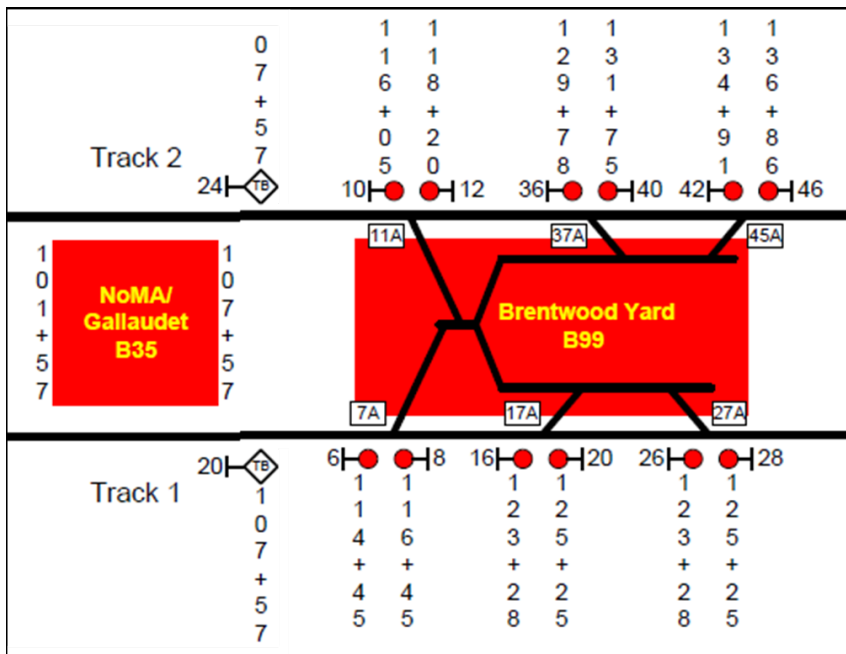 07+57
116+05
118+20
129+78
131+75
134+91
136+86
Track 2
24
TB
10
12
36
40
42
46
11A
37A
45A
101+57
NoMA/
Gallaudet
B35
107+57
Brentwood Yard
B99
7A
17A
27A
20
TB
6
8
16
20
26
28
Track 1
107+57
114+45
116+45
123+28
125+25
123+28
125+25